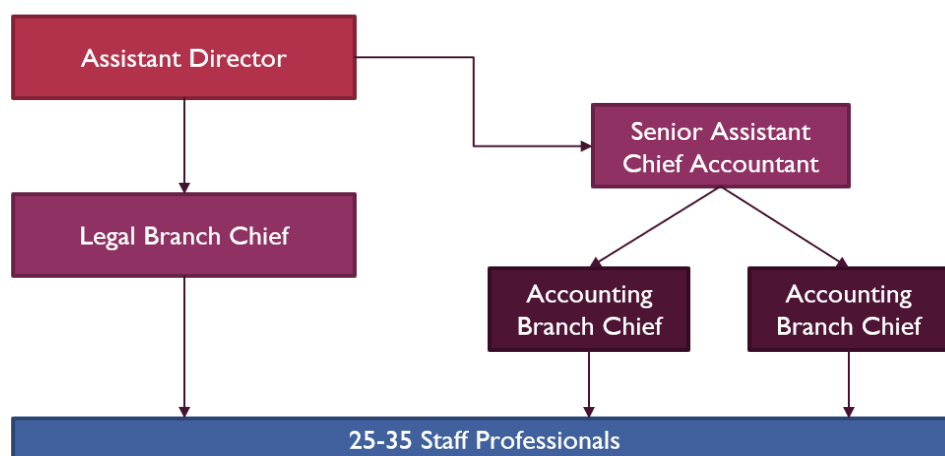 Assistant Director
Senior Assistant
Chief Accountant
Legal Branch Chief
Accounting
Branch Chief
Accounting
Branch Chief
25-35 Staff Professionals